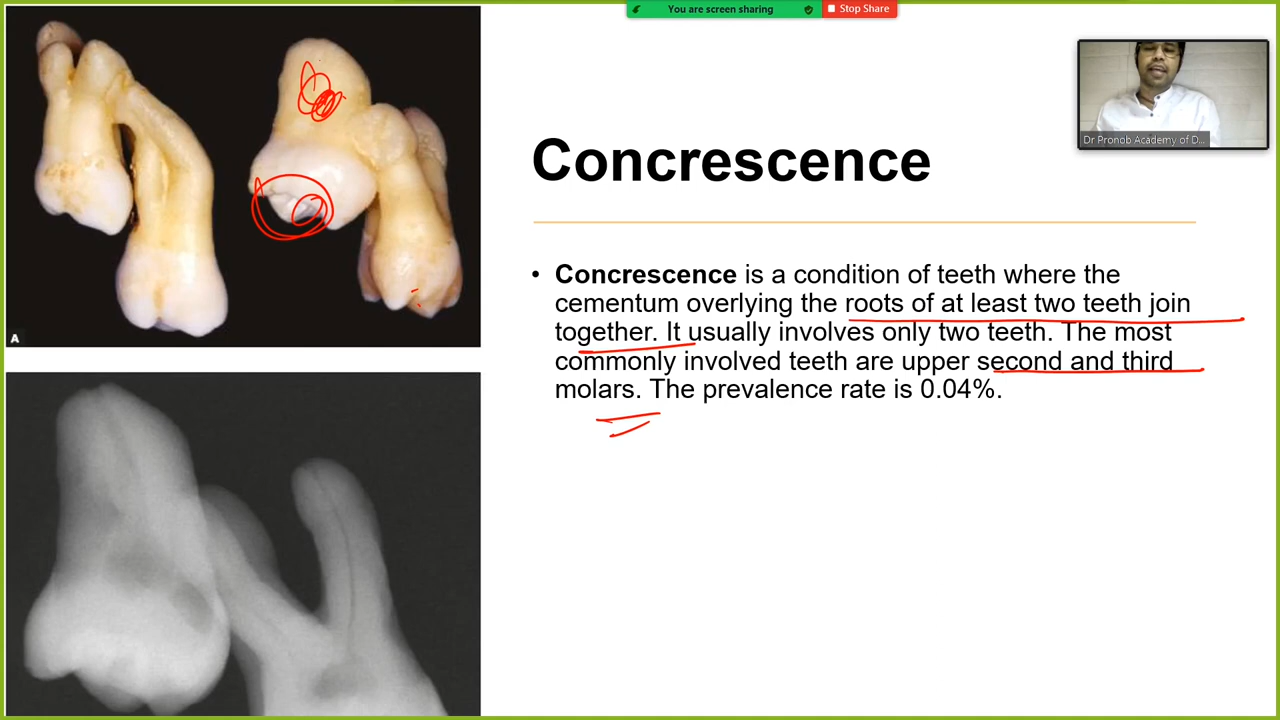 You are screen sharing
Stop Share
Dr Pronob Academy of D...
Concrescence
• Concrescence is a condition of teeth where the
cementum overlying the roots of at least two teeth join
together. It usually involves only two teeth. The most
commonly involved teeth are upper second and third
molars. The prevalence rate is 0.04%.
A